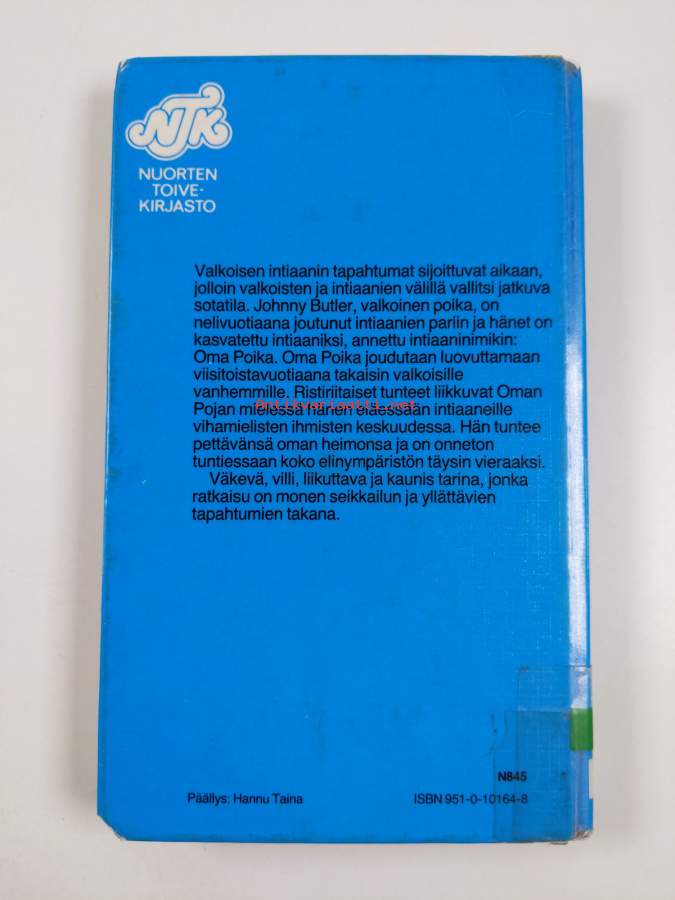 NTK
NUORTEN
TOIVE-
KIRJASTO
Valkoisen intiaanin tapahtumat sijoittuvat aikaan,
jolloin valkoisten ja intiaanien välillä vallitsi jatkuva
sotatila. Johnny Butler, valkoinen poika, on
nelivuotiaana joutunut intiaanien pariin ja hänet on
kasvatettu intiaaniksi, annettu intiaaninimikin:
Oma Poika. Oma Poika joudutaan luovuttamaan
viisitoistavuotiaana takaisin valkoisille
vanhemmille. Ristiriitaiset tunteet liikkuvat Oman
Pojan mielessä hänen eläessään intiaaneille
Antikvariaatti.net
vihamielisten ihmisten keskuudessa. Hän tuntee
pettävänsä oman heimonsa ja on onneton
tuntiessaan koko elinympäristön täysin vieraaksi.
Väkevä, villi, liikuttava ja kaunis tarina, jonka
ratkaisu on monen seikkailun ja yllättävien
tapahtumien takana.
N845
Päällys: Hannu Taina
ISBN 951-0-10164-8